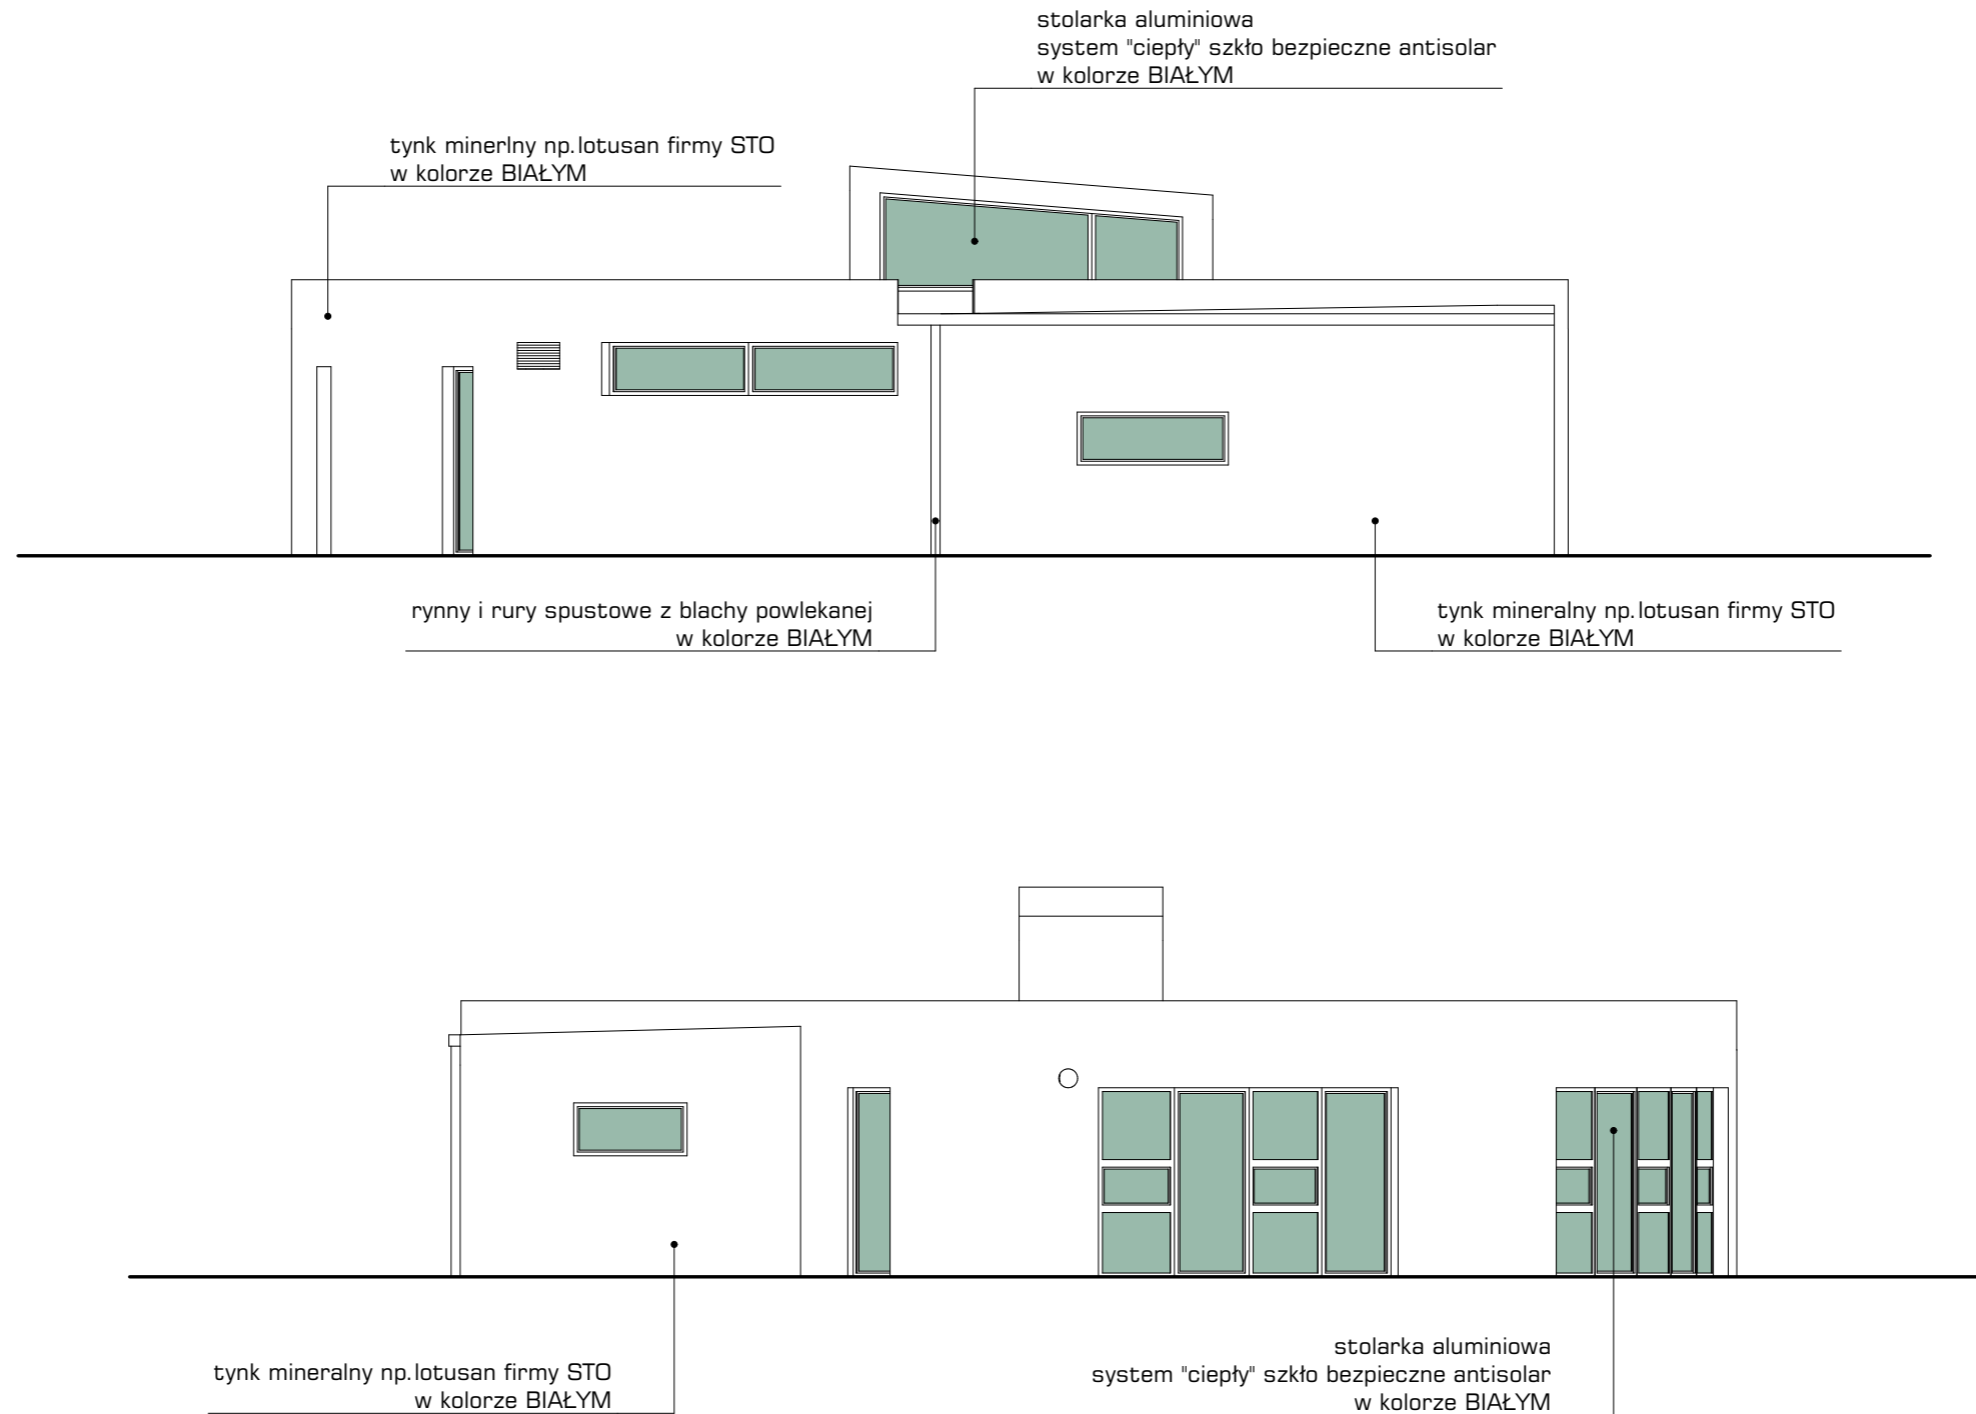 stolarka aluminiowa
system "ciepły" szkło bezpieczne antisolar
w kolorze BIAŁYM
tynk minerlny np.lotusan firmy STO
w kolorze BIAŁYM
rynny i rury spustowe z blachy powlekanej
w kolorze BIAŁYM
tynk mineralny np.lotusan firmy STO
w kolorze BIAŁYM
tynk mineralny np.lotusan firmy STO
w kolorze BIAŁYM
stolarka aluminiowa
system "ciepły" szkło bezpieczne antisolar
w kolorze BIAŁYM